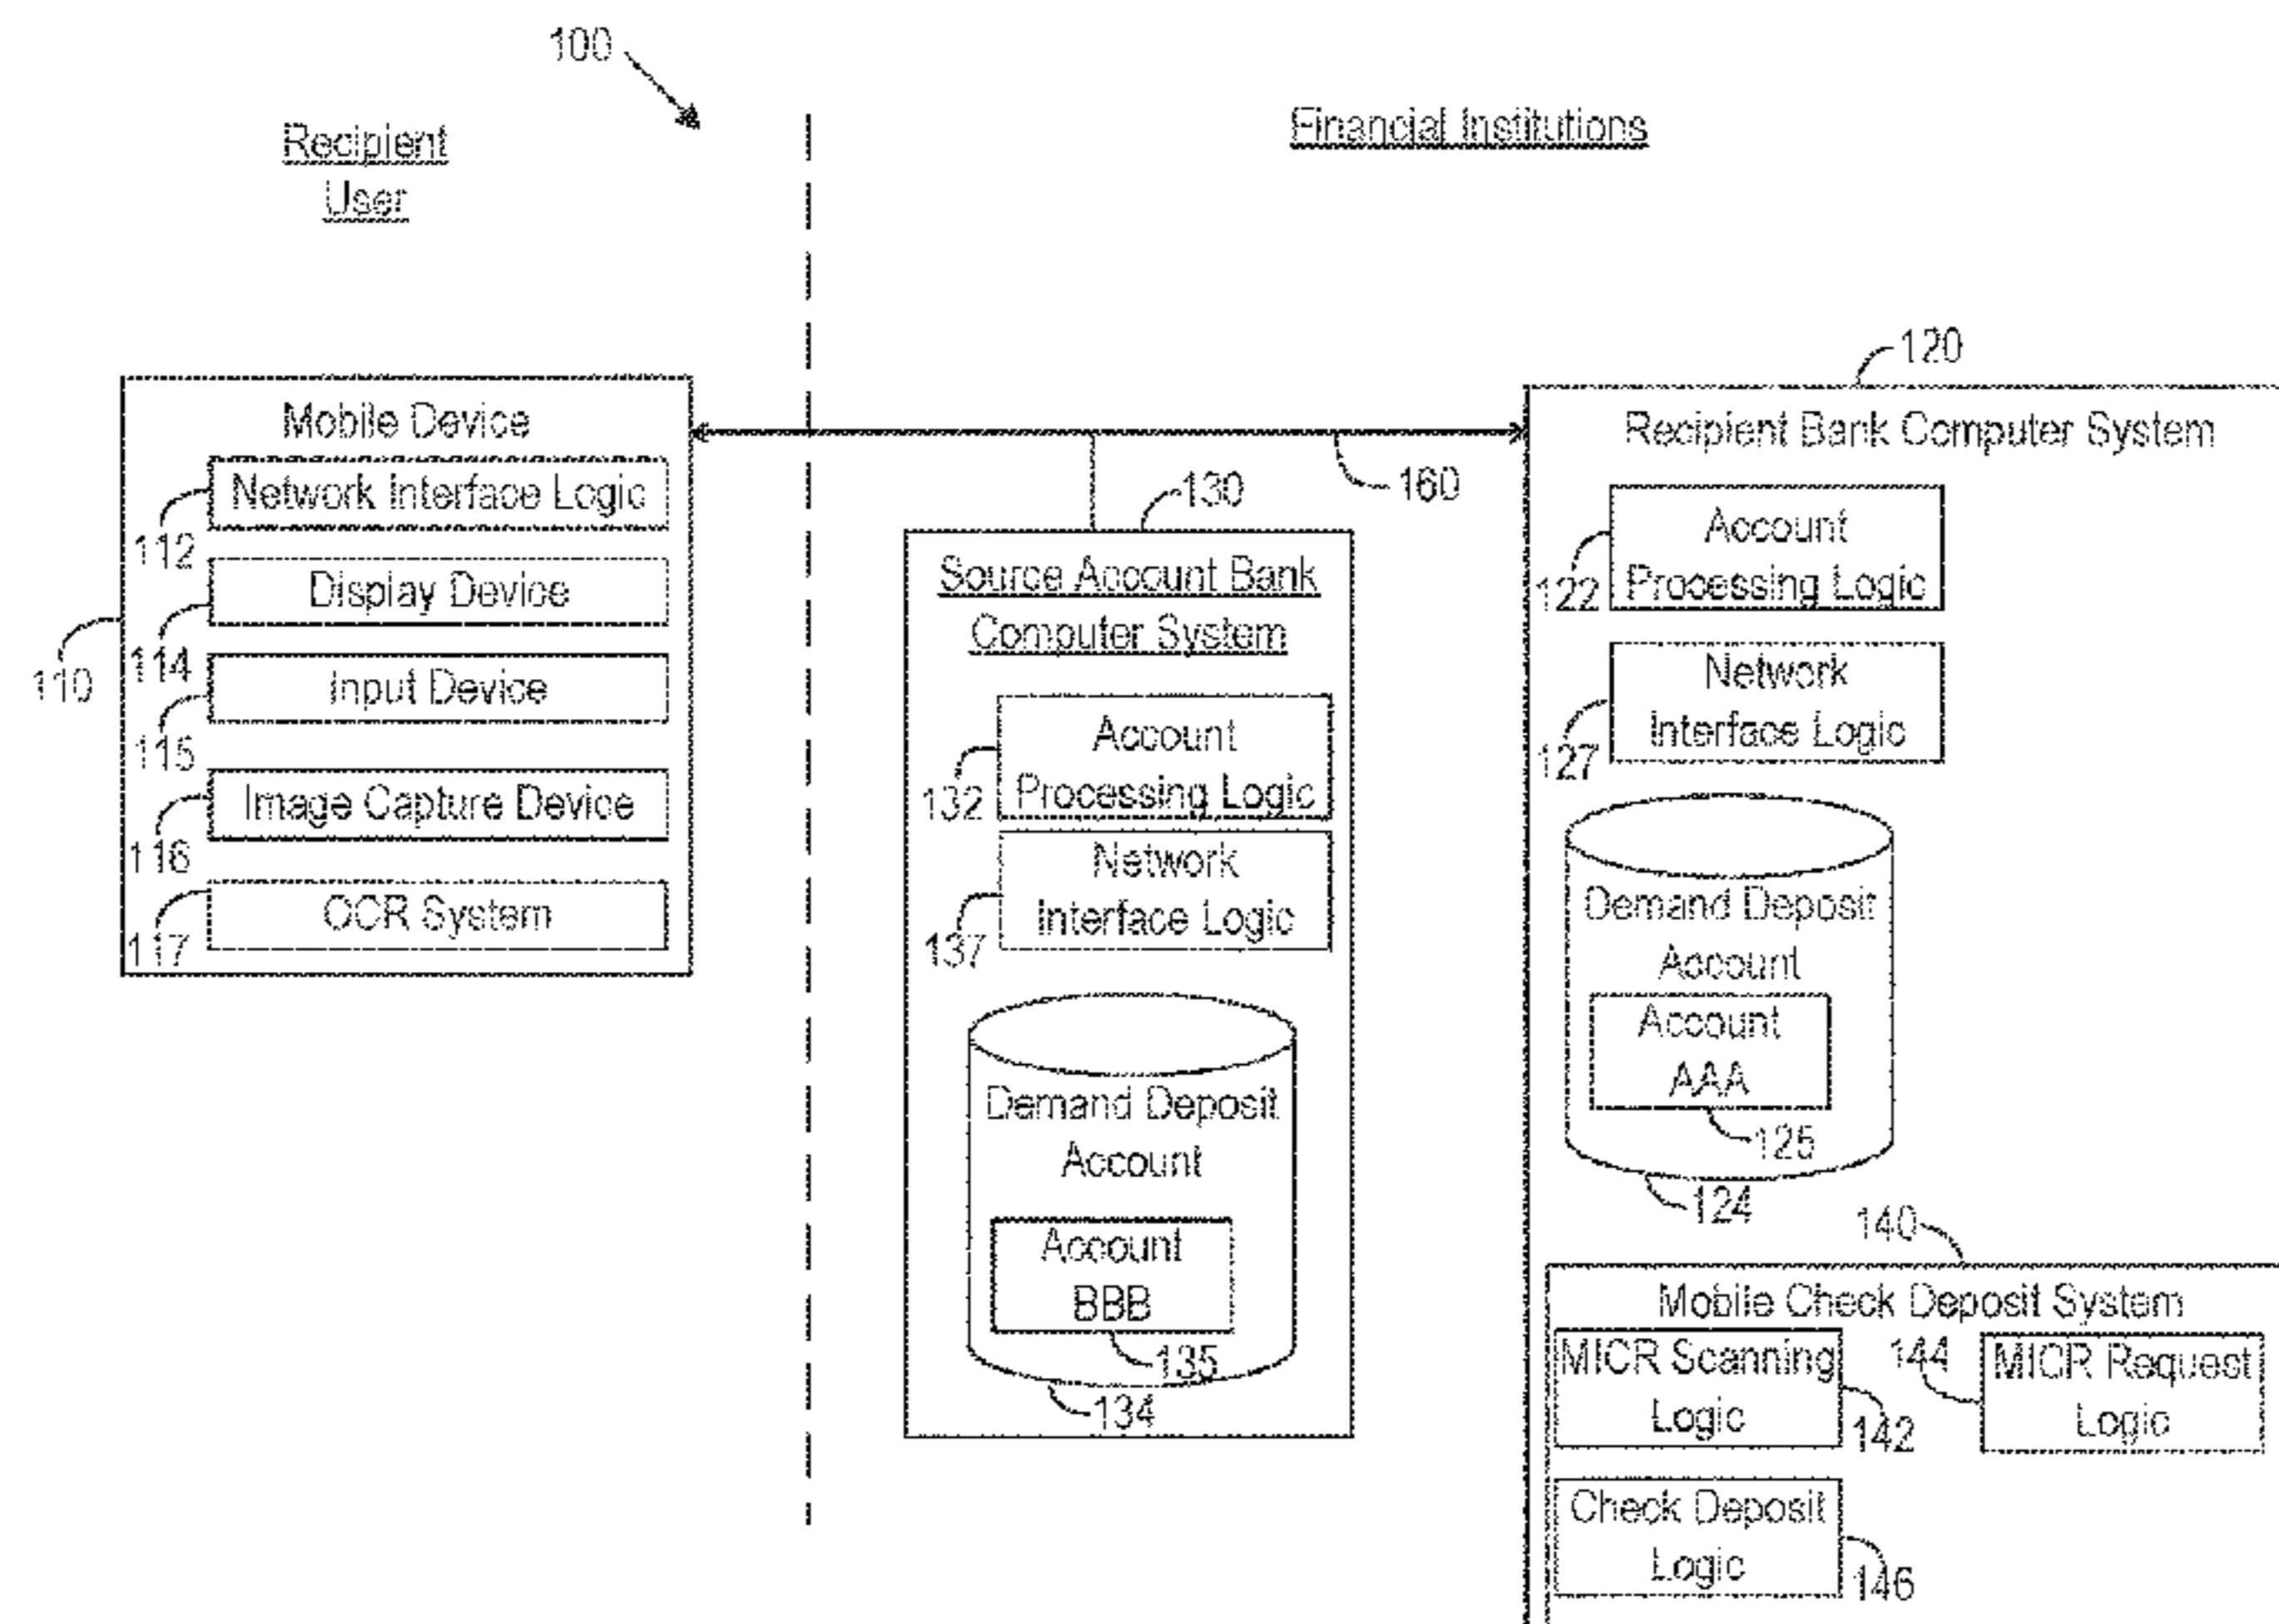 100
Recipient
User
Financial Institutions
110
Mobile Device
Network Interface Logic
112
Display Device
114
Input Device
115
Image Capture Device
116
OCR System
117
160
130
Source Account Bank
Computer System
Account
Processing Logic
132
Network
Interface Logic
137
Demand Deposit
Account
Account
BBB
135
134
120
Recipient Bank Computer System
Account
Processing Logic
122
Network
Interface Logic
127
Demand Deposit
Account
Account
AAA
125
124
140
Mobile Check Deposit System
MICR Scanning
Logic
142
144
MICR Request
Logic
Check Deposit
Logic
146